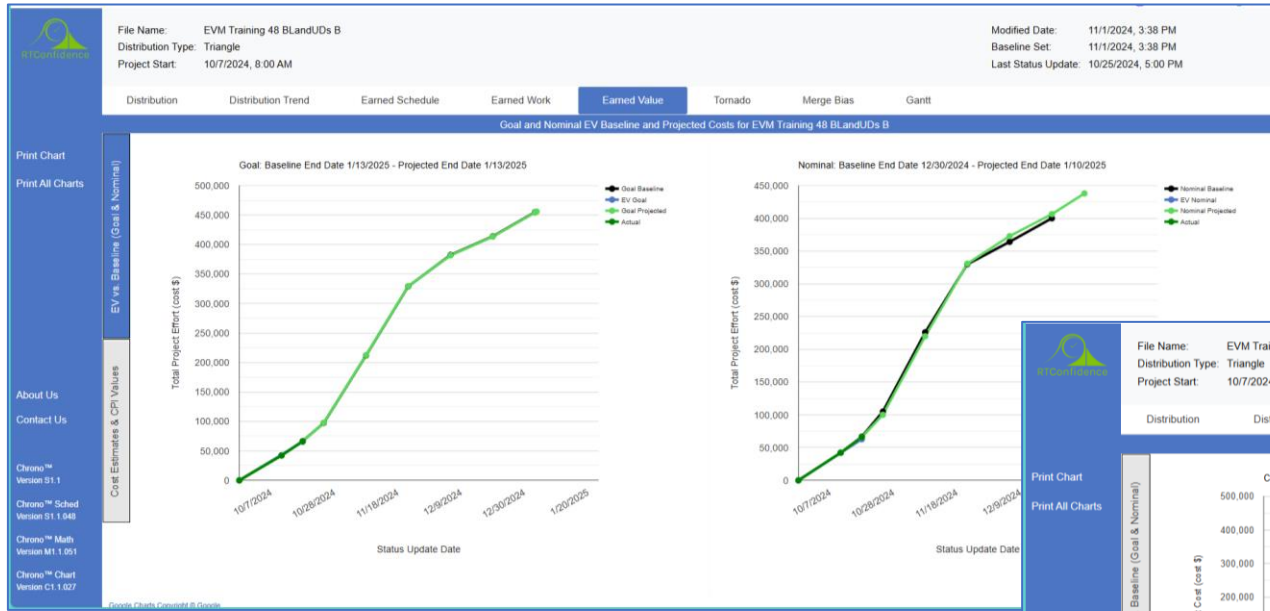 RTConfidence
File Name: EVM Training 48 BLandUDs B
Distribution Type: Triangle
Project Start: 10/7/2024, 8:00 AM
Modified Date: 11/1/2024, 3:38 PM
Baseline Set: 11/1/2024, 3:38 PM
Last Status Update: 10/25/2024, 5:00 PM
Distribution Distribution Trend Earned Schedule Earned Work Earned Value Tornado Merge Bias Gantt
Goal and Nominal EV Baseline and Projected Costs for EVM Training 48 BLandUDs B
Print Chart
Print All Charts
About Us
Contact Us
Chrono™
Version S1.1
Chrono™ Sched
Version S1.1.048
Chrono™ Math
Version M1.1.051
Chrono™ Chart
Version C1.1.027
EV vs. Baseline (Goal & Nominal)
Cost Estimates & CPI Values
Goal: Baseline End Date 1/13/2025 - Projected End Date 1/13/2025
Total Project Effort (cost $)
500,000
450,000
400,000
350,000
300,000
250,000
200,000
150,000
100,000
50,000
0
10/7/2024
10/28/2024
11/18/2024
12/9/2024
12/30/2024
1/20/2025
Status Update Date
Goal Baseline
EV Goal
Goal Projected
Actual
Google Charts Copyright © Google
Nominal: Baseline End Date 12/30/2024 - Projected End Date 1/10/2025
Total Project Effort (cost $)
450,000
400,000
350,000
300,000
250,000
200,000
150,000
100,000
50,000
0
10/7/2024
10/28/2024
11/18/2024
12/9/2024
Status Update Date
Nominal Baseline
EV Nominal
Nominal Projected
Actual
RTConfidence
File Name: EVM Trai
Distribution Type: Triangle
Project Start: 10/7/2024
Distribution Dist
Print Chart
Print All Charts
Baseline (Goal & Nominal)
C
Cost (cost $)
500,000
400,000
300,000
200,000